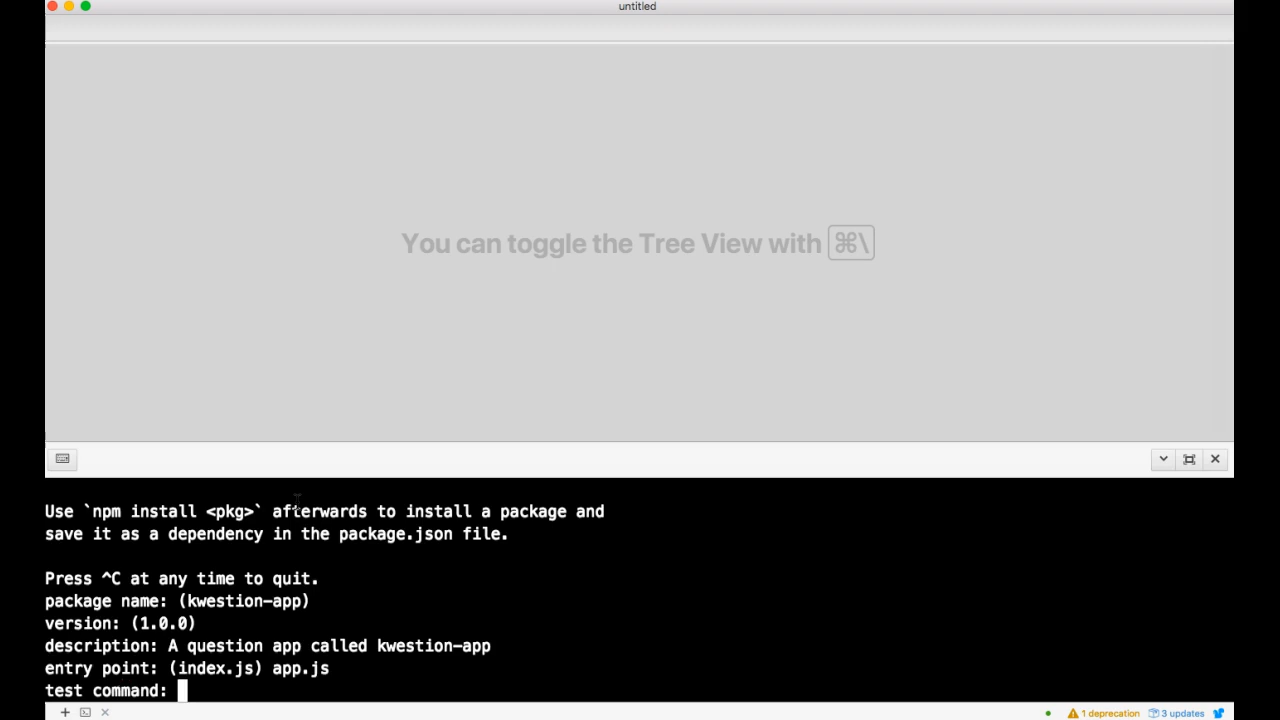 untitled
You can toggle the Tree View with ⌘\
Use `npm install <pkg>` afterwards to install a package and
save it as a dependency in the package.json file.
Press ^C at any time to quit.
package name: (kwestion-app)
version: (1.0.0)
description: A question app called kwestion-app
entry point: (index.js) app.js
test command:
1 deprecation 3 updates